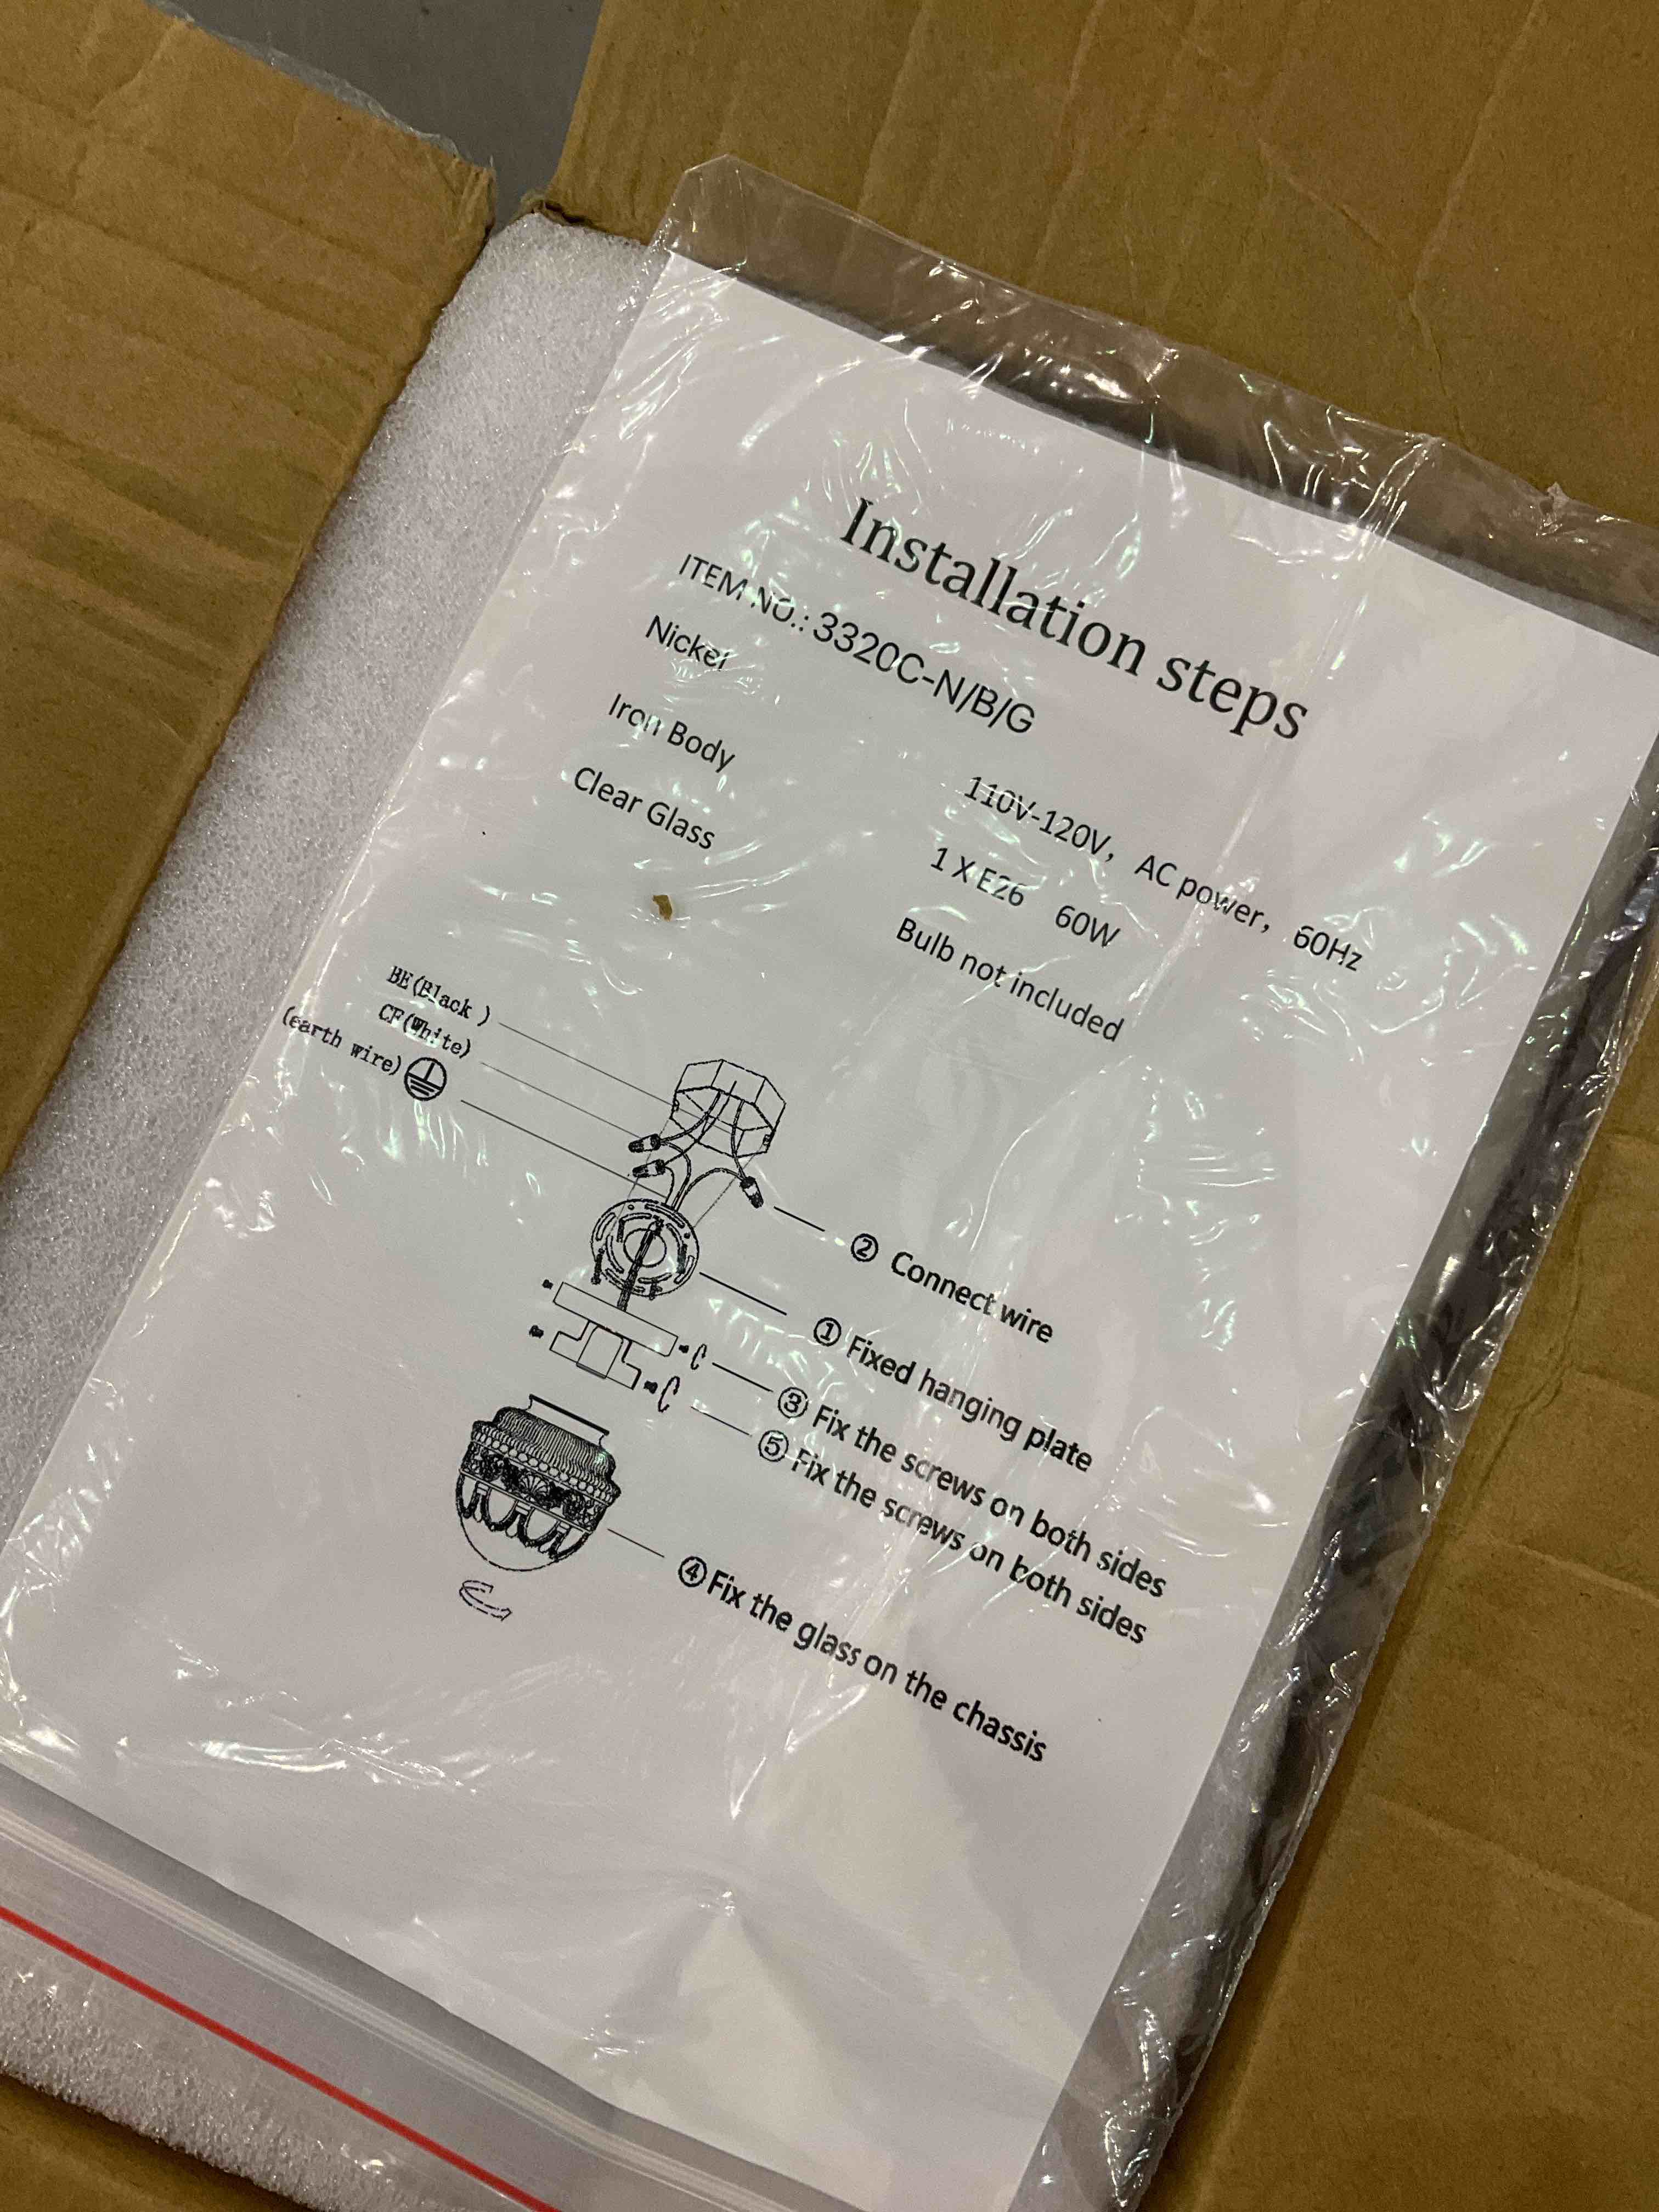 Installation steps
ITEM NO.: 3320C-N/B/G
Nickel
110V-120V, AC power, 60Hz
Iron Body
1 X E26 60W
Clear Glass
Bulb not included
BE(Black )
CF(White)
(earth wire)
② Connect wire
① Fixed hanging plate
③ Fix the screws on both sides
⑤ Fix the screws on both sides
④Fix the glass on the chassis